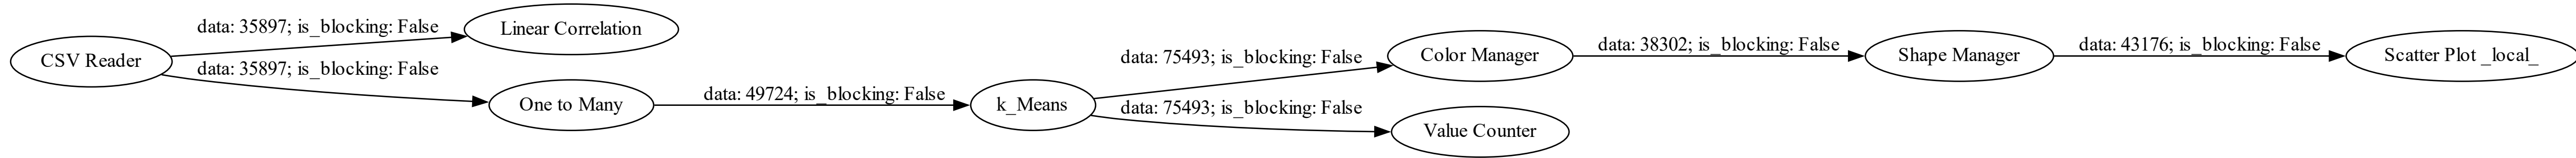 CSV Reader
data: 35897; is_blocking: False
Linear Correlation
data: 35897; is_blocking: False
One to Many
data: 49724; is_blocking: False
k_Means
data: 75493; is_blocking: False
Color Manager
data: 38302; is_blocking: False
Shape Manager
data: 43176; is_blocking: False
Scatter Plot _local_
data: 75493; is_blocking: False
Value Counter